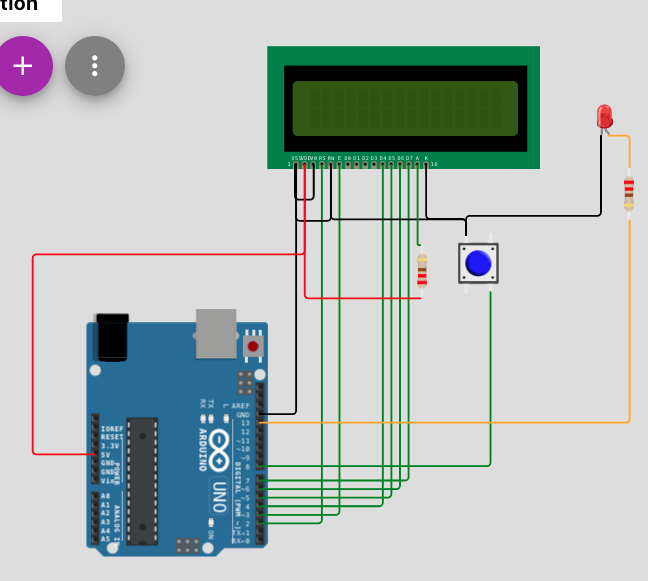 tion
+
VSS VDD V0 RS RW E D0 D1 D2 D3 D4 D5 D6 D7 A K
1
16
RX
TX
L
AREF
GND
13
12
~11
~10
~9
8
7
~6
~5
4
~3
2
TX→1
RX←0
DIGITAL (PWM ~)
ARDUINO
UNO
ON
IOREF
RESET
3.3V
5V
GND
GND
Vin
POWER
A0
A1
A2
A3
A4
A5